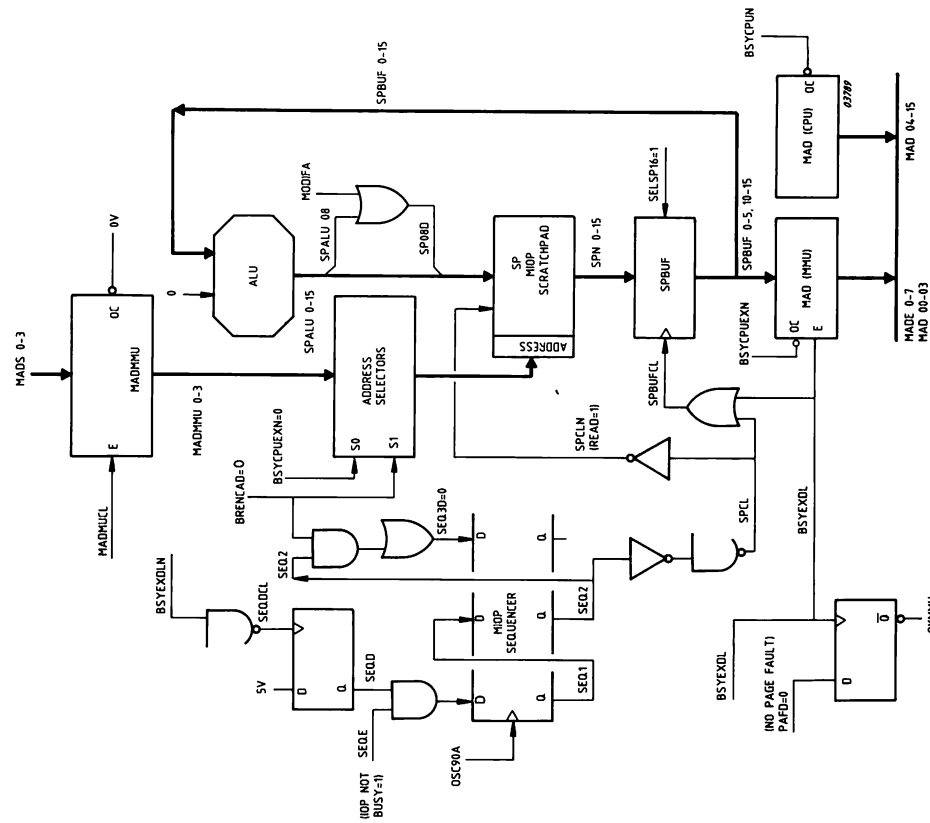 MADS 0-3
MADMUCL
E
MADMMU
OC
0V
MADMMU 0-3
0
ALU
SPBUF 0-15
SPALU 0-15
SPALU 08
MODIFA
SP08D
BSYEXDLN
SEQDCL
5V
D
Q
SEQD
SEQE
(IOP NOT
BUSY=1)
BRENCAD=0
BSYCPUEXN=0
S0
S1
ADDRESS
SELECTORS
ADDRESS
SP
MIOP
SCRATCHPAD
SEQ2
SEQ3D=0
SPCLN
(READ=1)
SPN 0-15
OSC90A
D
Q
SEQ1
D
MIOP
SEQUENCER
Q
SEQ2
D
Q
SPCL
SPBUFCL
SPBUF
SELSP16=1
SPBUF 0-5, 10-15
BSYEXDL
BSYCPUEXN
OC
E
MAD (MMU)
MAD (CPU)
OC
BSYCPUN
03789
MADE 0-7
MAD 00-03
MAD 04-15
BSYEXDL
(NO PAGE FAULT)
PAFD=0
D
Q